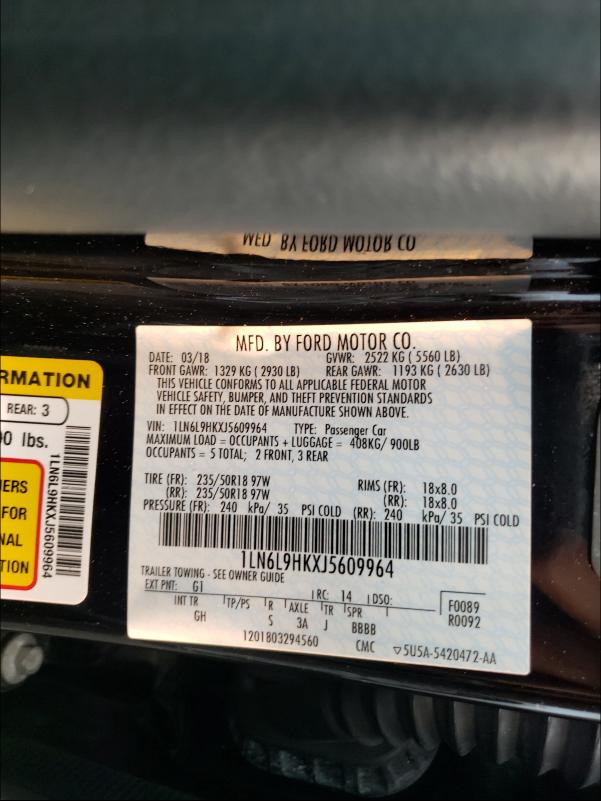 MFD. BY FORD MOTOR CO.
RMATION
REAR: 3
00 lbs.
ERS
FOR
NAL
TION
1LN6L9HKXJ5609964
MFD. BY FORD MOTOR CO.
DATE: 03/18 GVWR: 2522 KG ( 5560 LB)
FRONT GAWR: 1329 KG ( 2930 LB) REAR GAWR: 1193 KG ( 2630 LB)
THIS VEHICLE CONFORMS TO ALL APPLICABLE FEDERAL MOTOR
VEHICLE SAFETY, BUMPER, AND THEFT PREVENTION STANDARDS
IN EFFECT ON THE DATE OF MANUFACTURE SHOWN ABOVE.
VIN: 1LN6L9HKXJ5609964 TYPE: Passenger Car
MAXIMUM LOAD = OCCUPANTS + LUGGAGE = 408KG/ 900LB
OCCUPANTS = 5 TOTAL; 2 FRONT, 3 REAR
TIRE (FR): 235/50R18 97W RIMS (FR): 18x8.0
(RR): 235/50R18 97W (RR): 18x8.0
PRESSURE (FR): 240 kPa/ 35 PSI COLD (RR): 240 kPa/ 35 PSI COLD
1LN6L9HKXJ5609964
TRAILER TOWING - SEE OWNER GUIDE
EXT PNT: G1 RC: 14 DSO: F0089
INT TR TP/PS R AXLE TR SPR R0092
GH S 3A J BBBB
1201803294560 CMC ▽5U5A-5420472-AA